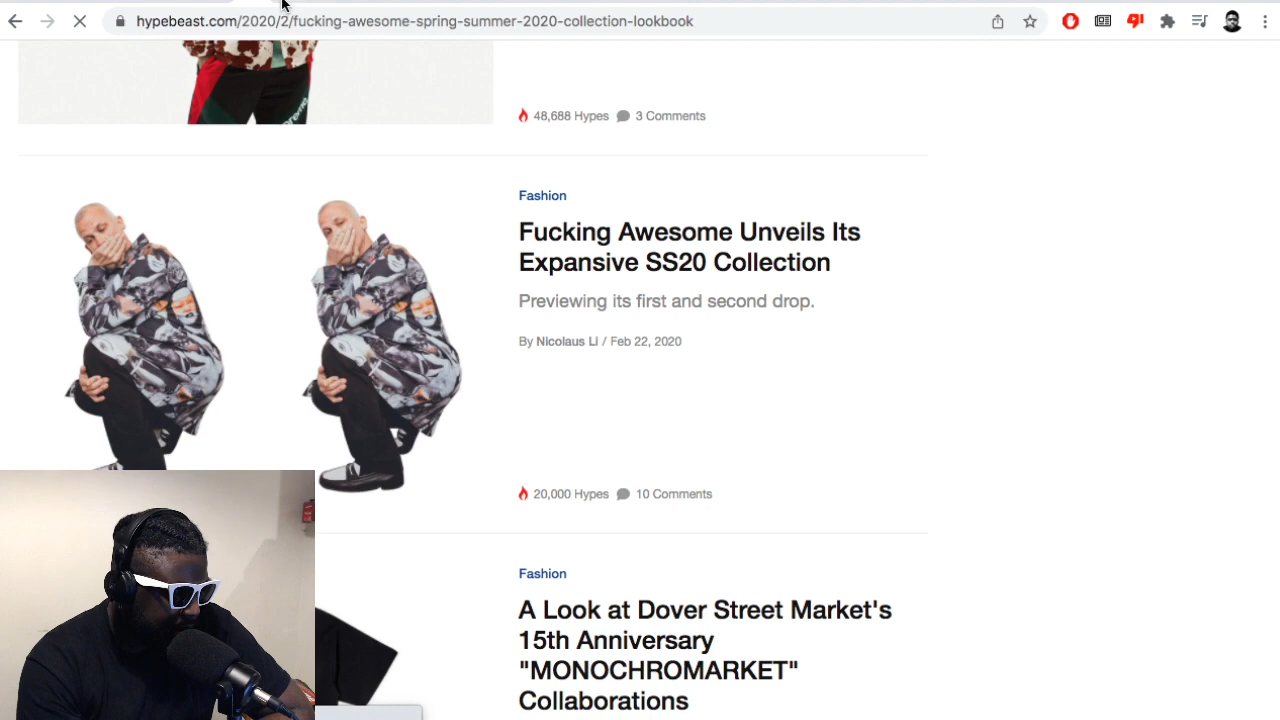 hypebeast.com/2020/2/fucking-awesome-spring-summer-2020-collection-lookbook
48,688 Hypes 3 Comments
Fashion
Fucking Awesome Unveils Its
Expansive SS20 Collection
Previewing its first and second drop.
By Nicolaus Li / Feb 22, 2020
20,000 Hypes 10 Comments
Fashion
A Look at Dover Street Market's
15th Anniversary
"MONOCHROMARKET"
Collaborations